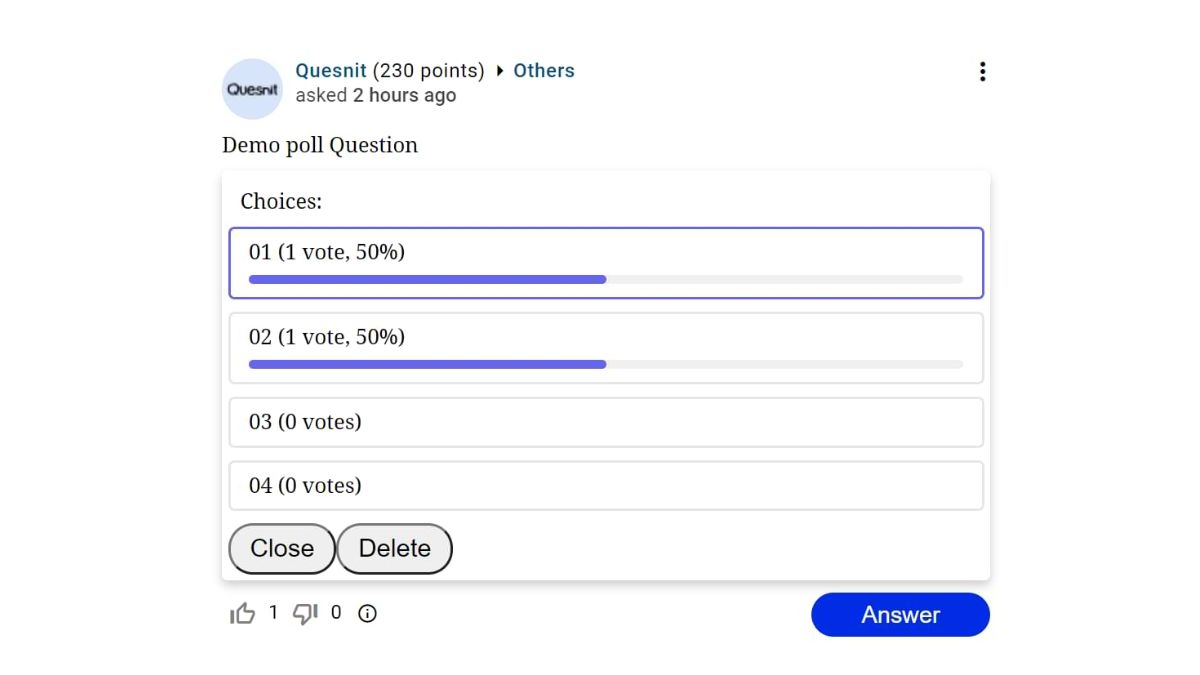 Quesnit
Quesnit (230 points) Others
asked 2 hours ago
Demo poll Question
Choices:
01 (1 vote, 50%)
02 (1 vote, 50%)
03 (0 votes)
04 (0 votes)
Close Delete
1 0
Answer